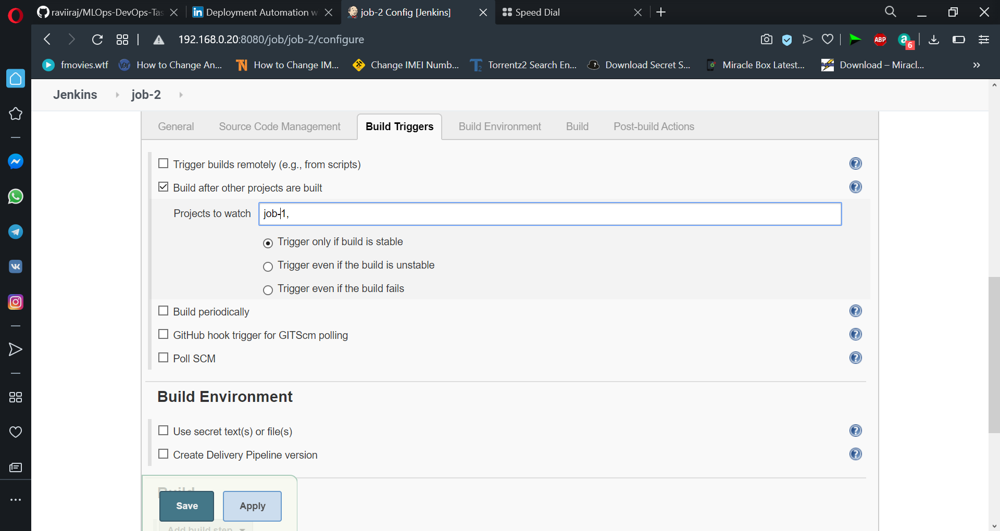 raviiraj/MLOps-DevOps-Tas
Deployment Automation w
job-2 Config [Jenkins]
Speed Dial
192.168.0.20:8080/job/job-2/configure
ABP
a
6
fmovies.wtf
How to Change An...
How to Change IM...
Change IMEI Numb...
Torrentz2 Search En...
Download Secret S...
Miracle Box Latest...
Download – Miracl...
Jenkins
job-2
General
Source Code Management
Build Triggers
Build Environment
Build
Post-build Actions
Trigger builds remotely (e.g., from scripts)
Build after other projects are built
Projects to watch
job-1,
Trigger only if build is stable
Trigger even if the build is unstable
Trigger even if the build fails
Build periodically
GitHub hook trigger for GITScm polling
Poll SCM
Build Environment
Use secret text(s) or file(s)
Create Delivery Pipeline version
Build
Save
Apply
Add build step